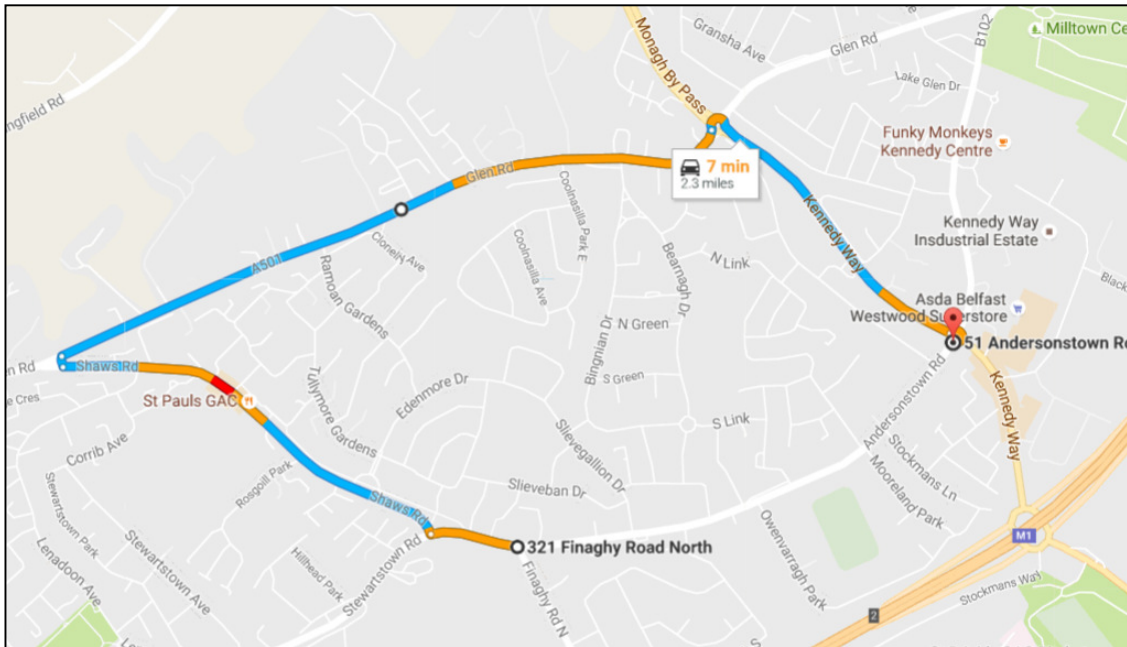 Milltown Ce
Gransha Ave
Glen Rd
B102
Monagh By Pass
Lake Glen Dr
ngfield Rd
Funky Monkeys
Kennedy Centre
7 min
2.3 miles
Glen Rd
Coolnasilla Park E
Kennedy Way
Kennedy Way
Insdustrial Estate
Black
A501
Ramoan Gardens
Coolnasilla Ave
Bearnagh Dr
N Link
Asda Belfast
Westwood Superstore
N Green
Bingnian Dr
51 Andersonstown Ro
en Rd
Shaws Rd
e Cres
St Pauls GAC
Tullymore Gardens
Edenmore Dr
S Green
Kennedy Way
Andersonstown Rd
S Link
Corrib Ave
Slievegallion Dr
Stockmans Ln
Mooreland Park
Rosgoill Park
Slieveban Dr
Shaws Rd
Stewartstown Park
Stewartstown Ave
321 Finaghy Road North
Owenvarragh Park
M1
Lenadoon Ave
Hillhead Park
Stewartstown Rd
Finaghy Rd N
Stockmans Way
2